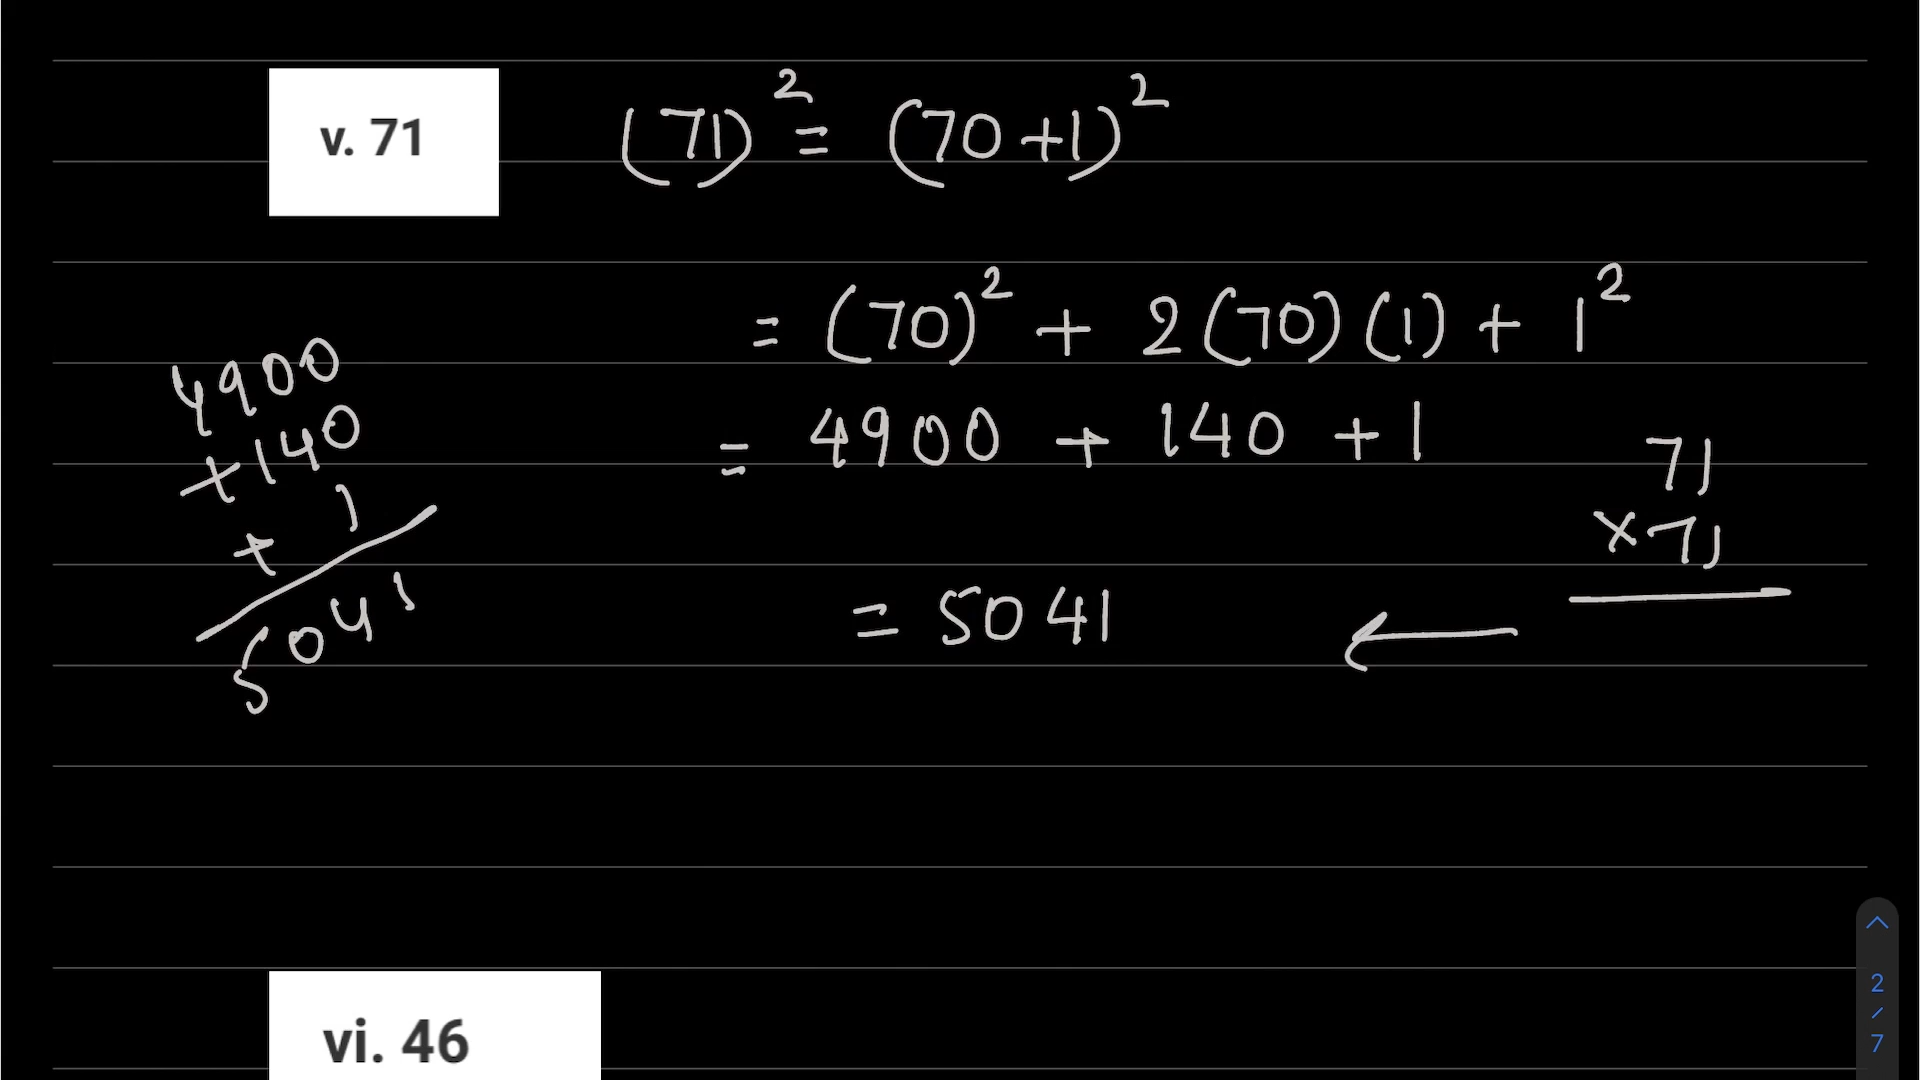 v. 71
(71)² = (70+1)²
= (70)² + 2(70)(1) + 1²
= 4900 + 140 + 1
= 5041
4900
+140
+ 1
5041
71
×71
vi. 46
2
/
7